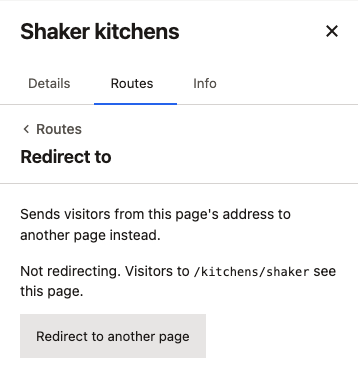 Shaker kitchens
Details Routes Info
Routes
Redirect to
Sends visitors from this page's address to
another page instead.
Not redirecting. Visitors to /kitchens/shaker see
this page.
Redirect to another page